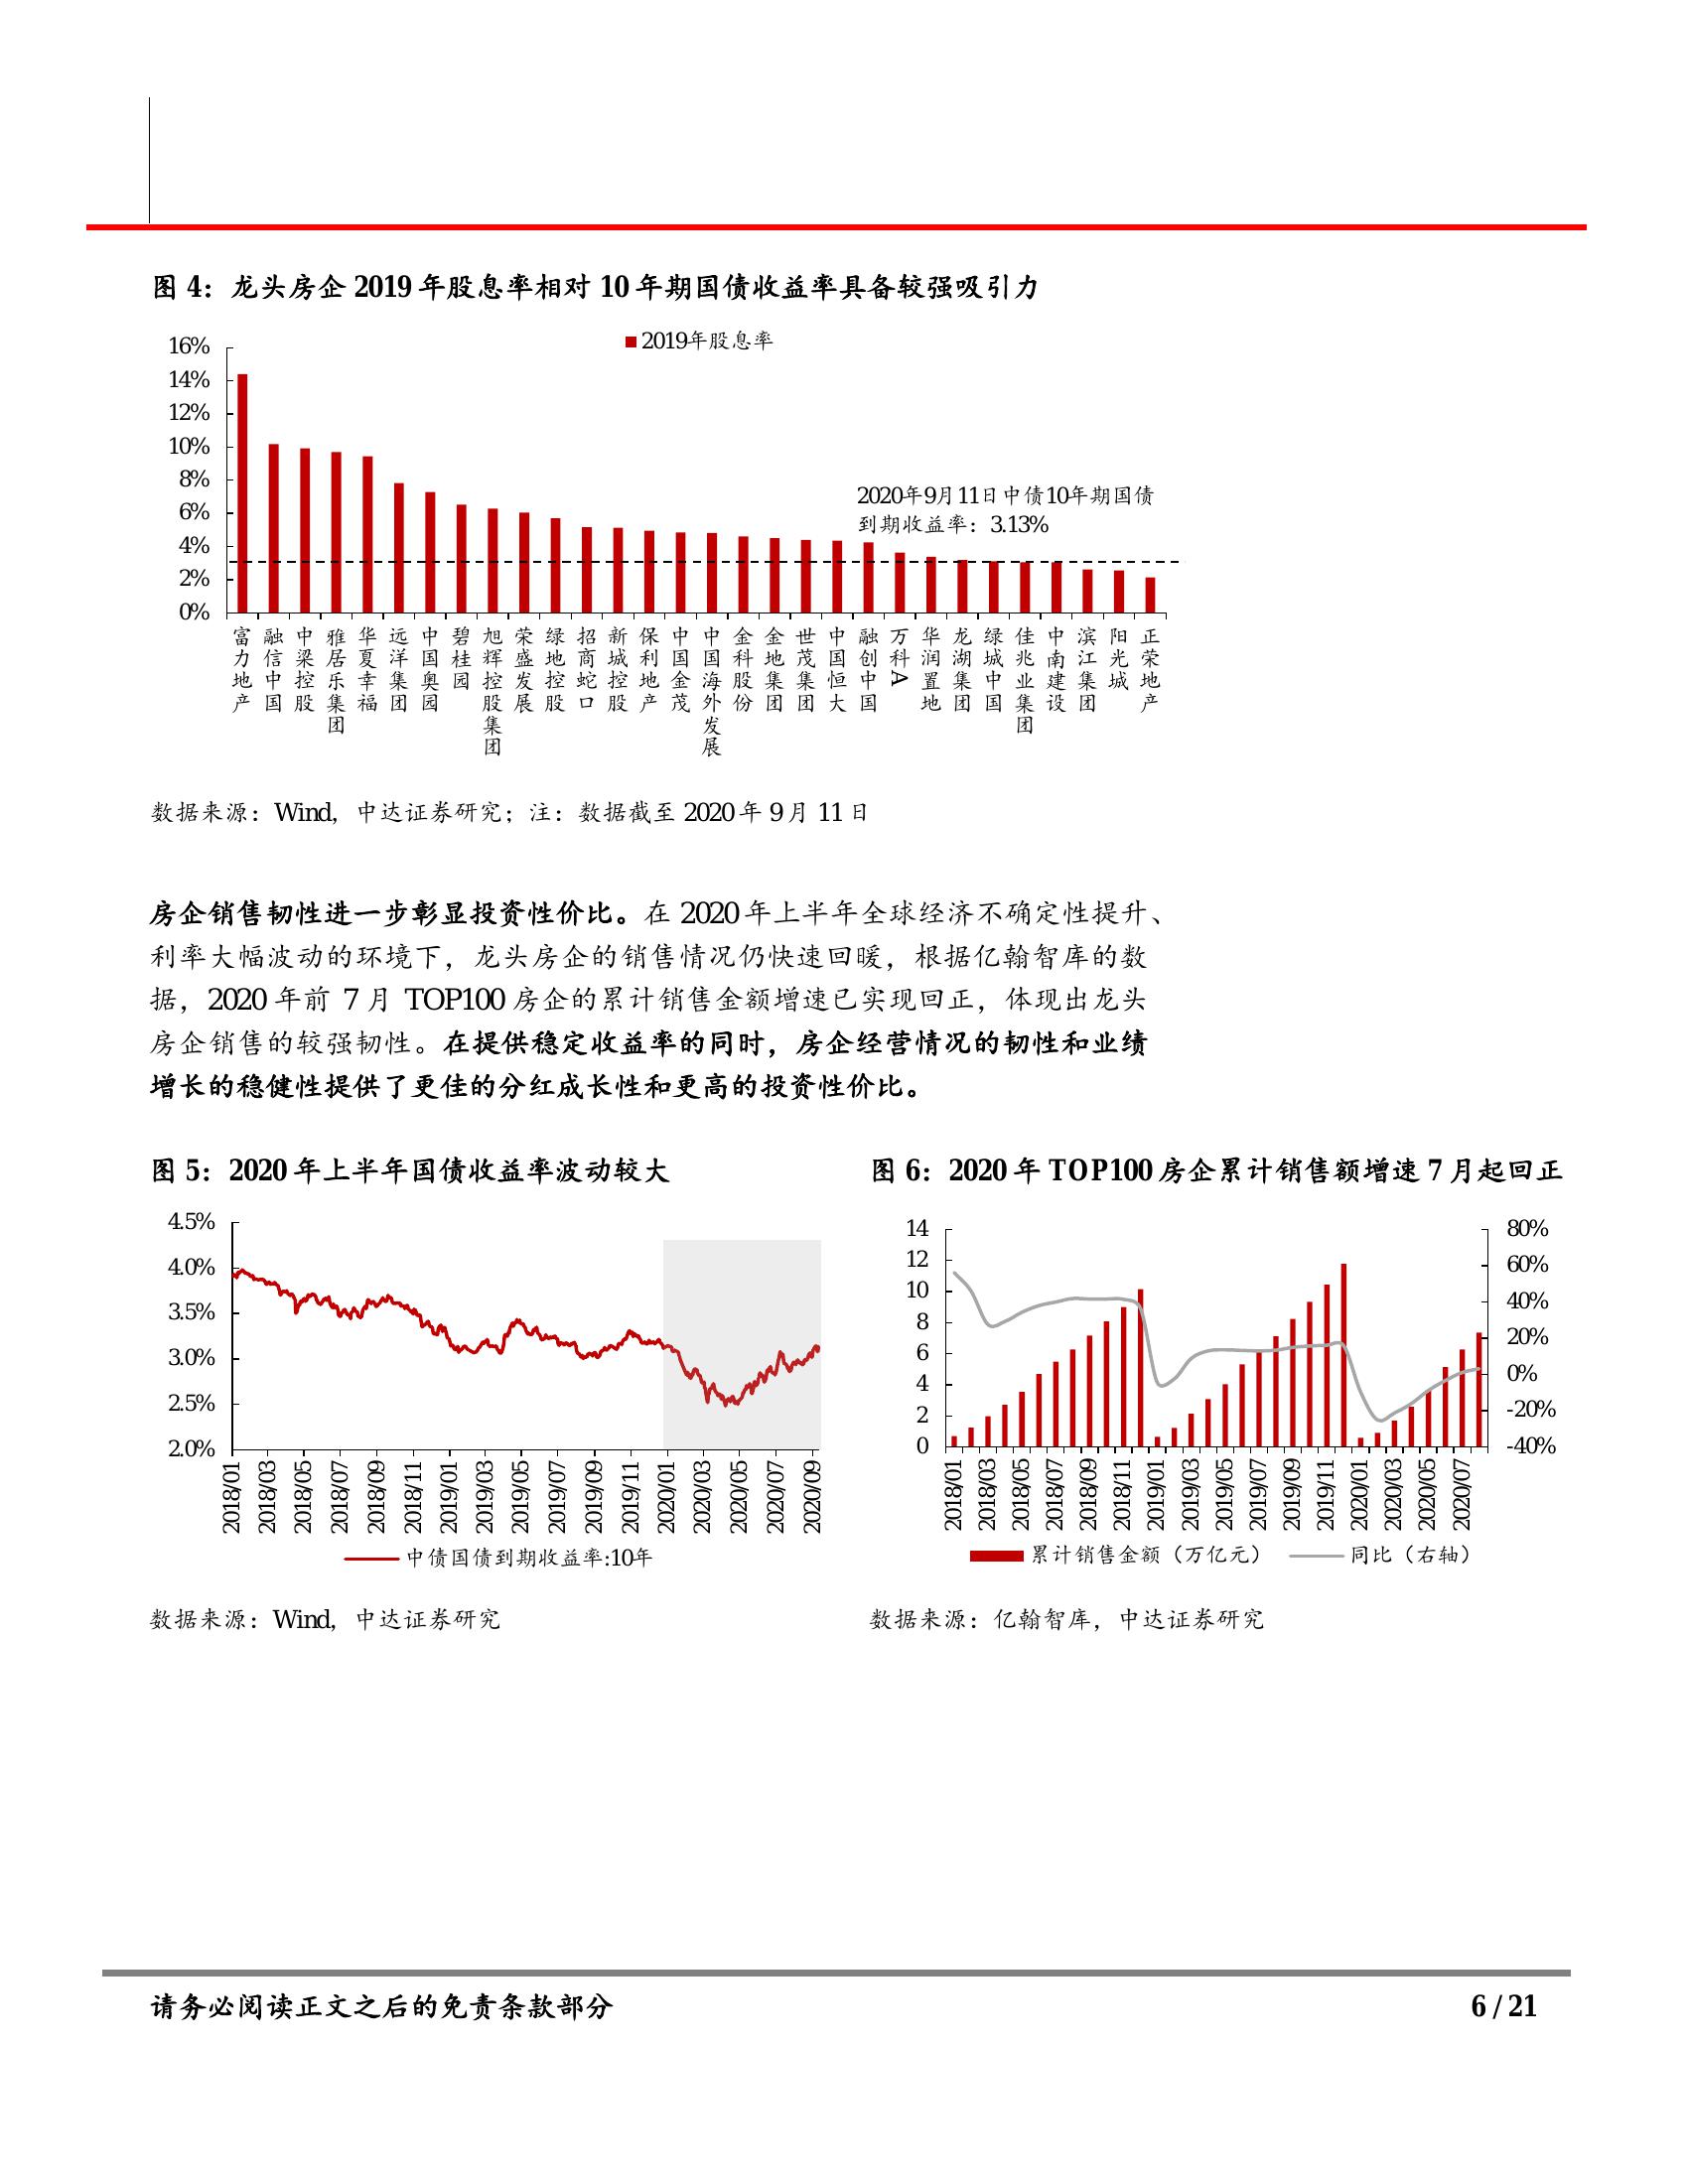 图 4：龙头房企 2019 年股息率相对 10 年期国债收益率具备较强吸引力
2019年股息率
16%
14%
12%
10%
8%
6%
4%
2%
0%
2020年9月11日中债10年期国债
到期收益率：3.13%
富力地产
融信中国
中梁控股
雅居乐集团
华夏幸福
远洋集团
中国奥园
碧桂园
旭辉控股集团
荣盛发展
绿地控股
招商蛇口
新城控股
保利地产
中国金茂
中国海外发展
金科股份
金地集团
世茂集团
中国恒大
融创中国
万科A
华润置地
龙湖集团
绿城中国
佳兆业集团
中南建设
滨江集团
阳光城
正荣地产
数据来源：Wind，中达证券研究；注：数据截至 2020 年 9 月 11 日
房企销售韧性进一步彰显投资性价比。在 2020 年上半年全球经济不确定性提升、
利率大幅波动的环境下，龙头房企的销售情况仍快速回暖，根据亿翰智库的数
据，2020 年前 7 月 TOP100 房企的累计销售金额增速已实现回正，体现出龙头
房企销售的较强韧性。在提供稳定收益率的同时，房企经营情况的韧性和业绩
增长的稳健性提供了更佳的分红成长性和更高的投资性价比。
图 5：2020 年上半年国债收益率波动较大
4.5%
4.0%
3.5%
3.0%
2.5%
2.0%
2018/01
2018/03
2018/05
2018/07
2018/09
2018/11
2019/01
2019/03
2019/05
2019/07
2019/09
2019/11
2020/01
2020/03
2020/05
2020/07
2020/09
中债国债到期收益率:10年
数据来源：Wind，中达证券研究
图 6：2020 年 TOP100 房企累计销售额增速 7 月起回正
14
12
10
8
6
4
2
0
80%
60%
40%
20%
0%
-20%
-40%
2018/01
2018/03
2018/05
2018/07
2018/09
2018/11
2019/01
2019/03
2019/05
2019/07
2019/09
2019/11
2020/01
2020/03
2020/05
2020/07
累计销售金额（万亿元）
同比（右轴）
数据来源：亿翰智库，中达证券研究
请务必阅读正文之后的免责条款部分
6 / 21